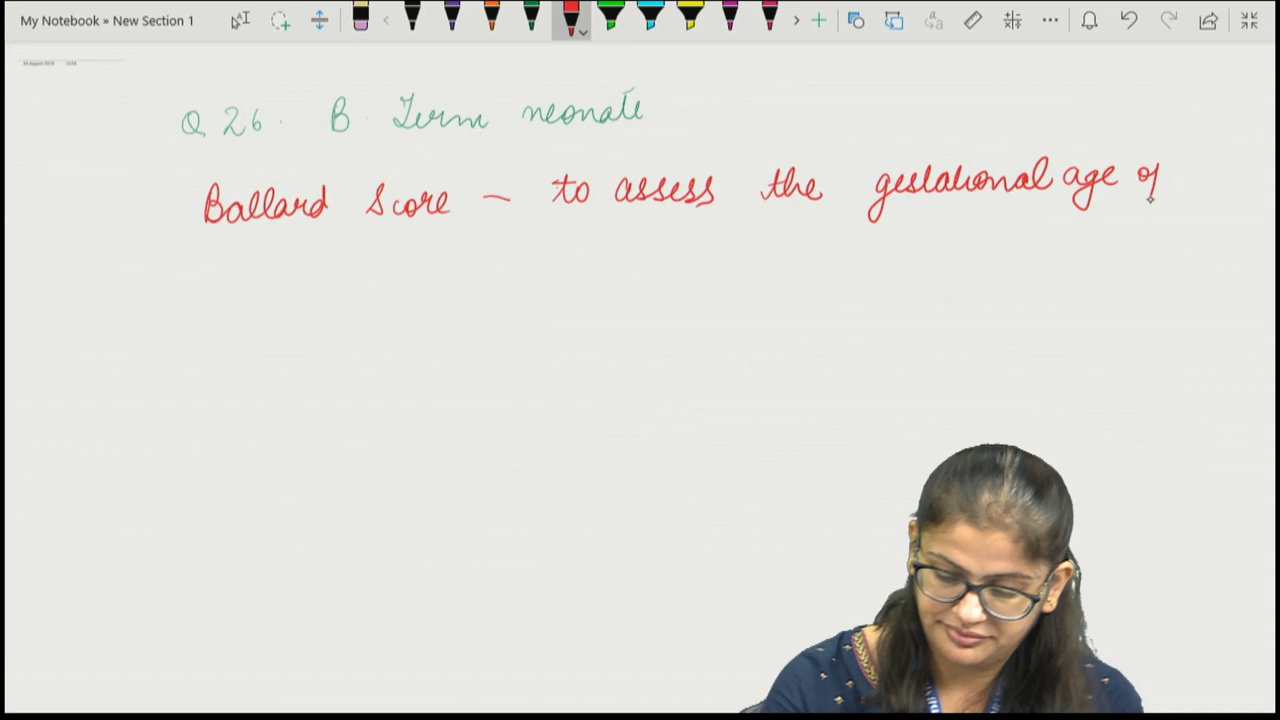 My Notebook » New Section 1
Q 26. B Term neonate
Ballard Score – to assess the gestational age of